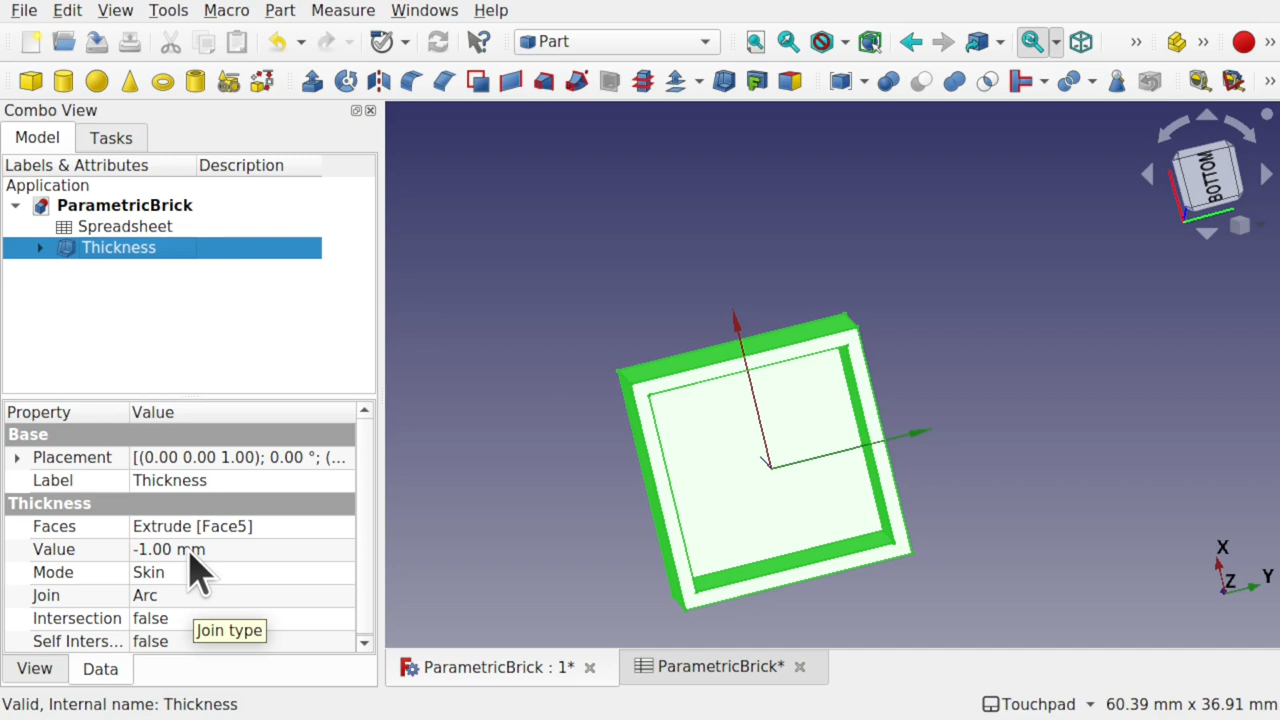 File Edit View Tools Macro Part Measure Windows Help
Part
Combo View
Model Tasks
Labels & Attributes Description
Application
ParametricBrick
Spreadsheet
Thickness
Property Value
Base
Placement [(0.00 0.00 1.00); 0.00 °; (...
Label Thickness
Thickness
Faces Extrude [Face5]
Value -1.00 mm
Mode Skin
Join Arc
Intersection false
Join type
Self Inters... false
View Data
BOTTOM
X
Z Y
ParametricBrick : 1* ParametricBrick*
Valid, Internal name: Thickness Touchpad 60.39 mm x 36.91 mm